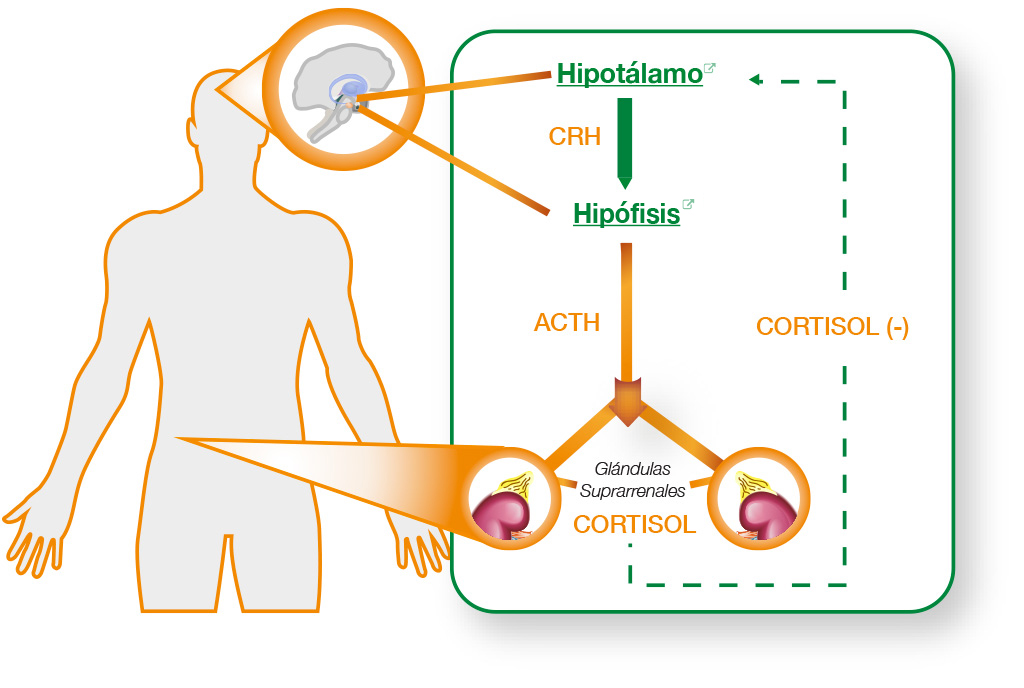 Hipotálamo
CRH
Hipófisis
ACTH
CORTISOL (-)
Glándulas
Suprarrenales
CORTISOL